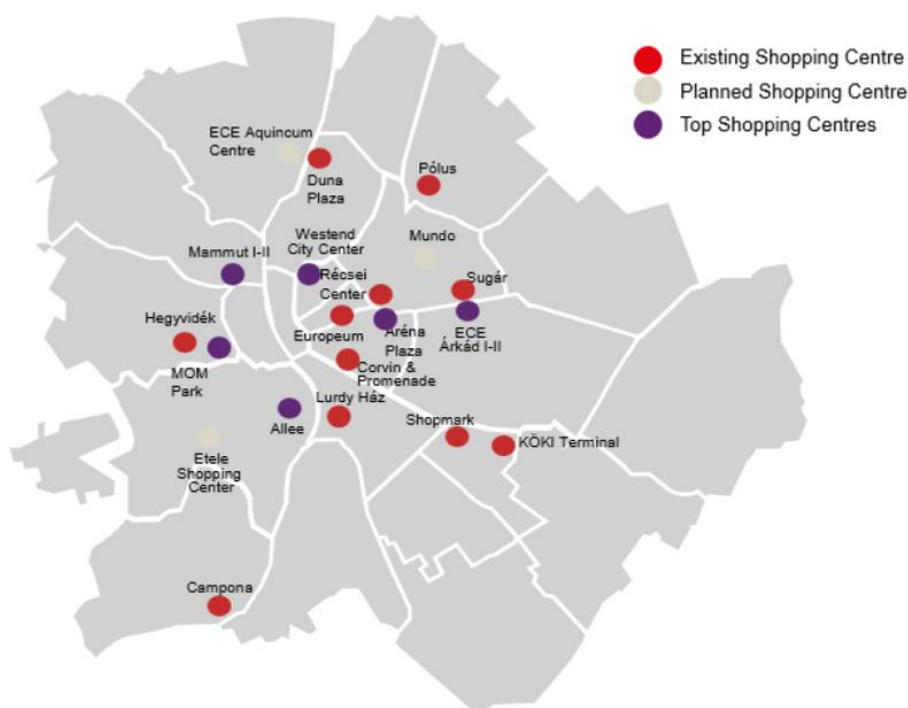 Existing Shopping Centre
Planned Shopping Centre
Top Shopping Centres
ECE Aquincum
Centre
Duna
Plaza
Pólus
Westend
City Center
Mundo
Mammut I-II
Récsei
Center
Sugár
Hegyvidék
Europeum
Aréna
Plaza
ECE
Árkád I-II
MOM
Park
Corvin &
Promenade
Lurdy Ház
Allee
Shopmark
KÖKI Terminal
Etele
Shopping
Center
Campona